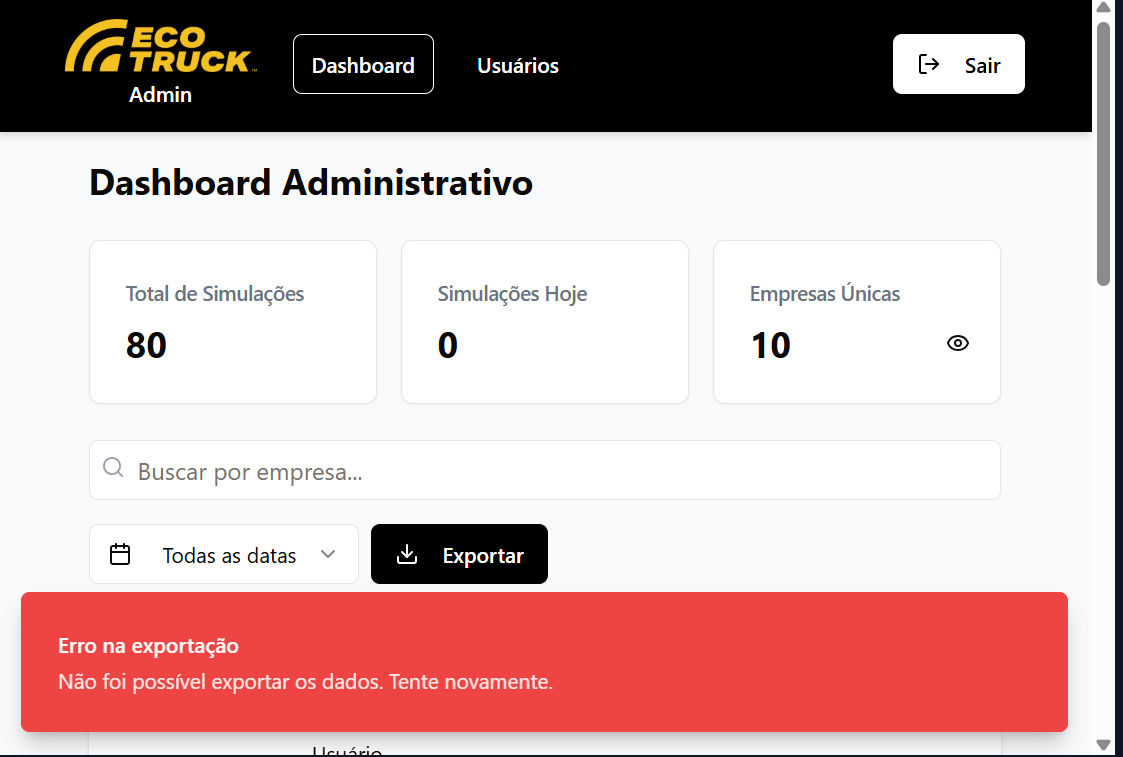 ECO
TRUCK™
Admin
Dashboard
Usuários
Sair
Dashboard Administrativo
Total de Simulações
80
Simulações Hoje
0
Empresas Únicas
10
Buscar por empresa...
Todas as datas
Exportar
Erro na exportação
Não foi possível exportar os dados. Tente novamente.
Usuário